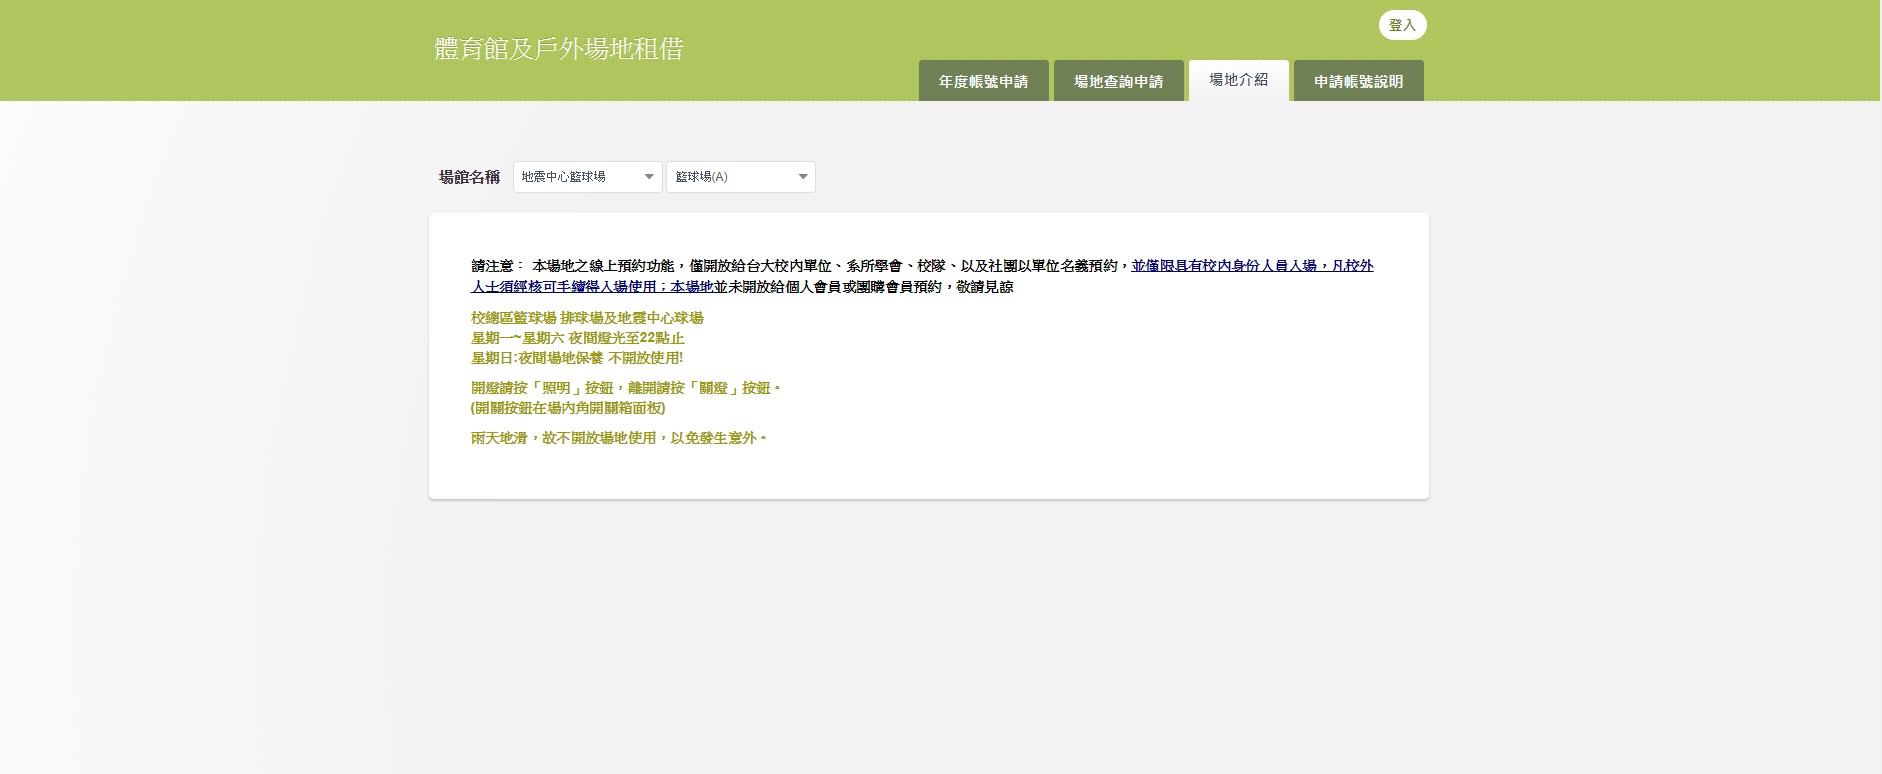 登入
體育館及戶外場地租借
年度帳號申請
場地查詢申請
場地介紹
申請帳號說明
場館名稱
地震中心籃球場
籃球場(A)
請注意： 本場地之線上預約功能，僅開放給台大校內單位、系所學會、校隊、以及社團以單位名義預約，並僅限具有校內身份人員入場，凡校外
人士須經核可手續得入場使用；本場地並未開放給個人會員或團購會員預約，敬請見諒
校總區籃球場 排球場及地震中心球場
星期一~星期六 夜間燈光至22點止
星期日:夜間場地保養 不開放使用!
開燈請按「照明」按鈕，離開請按「關燈」按鈕。
(開關按鈕在場內角開關箱面板)
雨天地滑，故不開放場地使用，以免發生意外。